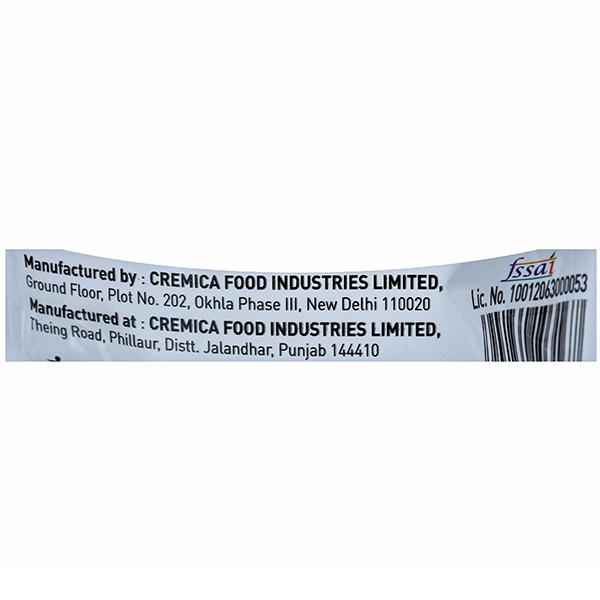 Manufactured by : CREMICA FOOD INDUSTRIES LIMITED,
Ground Floor, Plot No. 202, Okhla Phase III, New Delhi 110020
Manufactured at : CREMICA FOOD INDUSTRIES LIMITED,
Theing Road, Phillaur, Distt. Jalandhar, Punjab 144410
fssai
Lic. No. 10012063000053